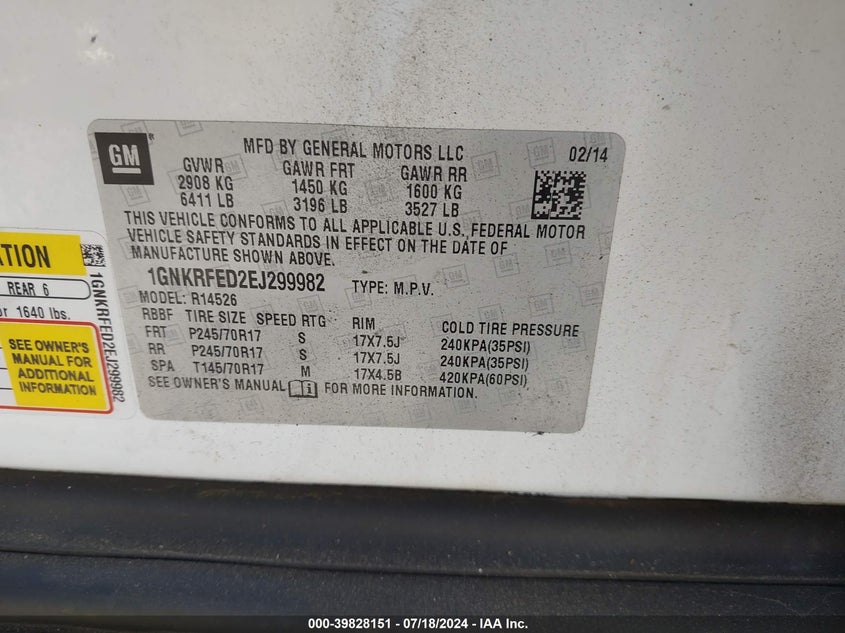 GM
MFD BY GENERAL MOTORS LLC 02/14
GVWR GAWR FRT GAWR RR
2908 KG 1450 KG 1600 KG
6411 LB 3196 LB 3527 LB
THIS VEHICLE CONFORMS TO ALL APPLICABLE U.S. FEDERAL MOTOR
VEHICLE SAFETY STANDARDS IN EFFECT ON THE DATE OF
MANUFACTURE SHOWN ABOVE.
1GNKRFED2EJ299982 TYPE: M.P.V.
MODEL: R14526
RBBF TIRE SIZE SPEED RTG RIM COLD TIRE PRESSURE
FRT P245/70R17 S 17X7.5J 240KPA(35PSI)
RR P245/70R17 S 17X7.5J 240KPA(35PSI)
SPA T145/70R17 M 17X4.5B 420KPA(60PSI)
SEE OWNER'S MANUAL i FOR MORE INFORMATION.
REAR 6
1640 lbs.
SEE OWNER'S
MANUAL FOR
ADDITIONAL
INFORMATION
1GNKRFED2EJ299982
000-39828151 / 07/18/2024 - IAA Inc.